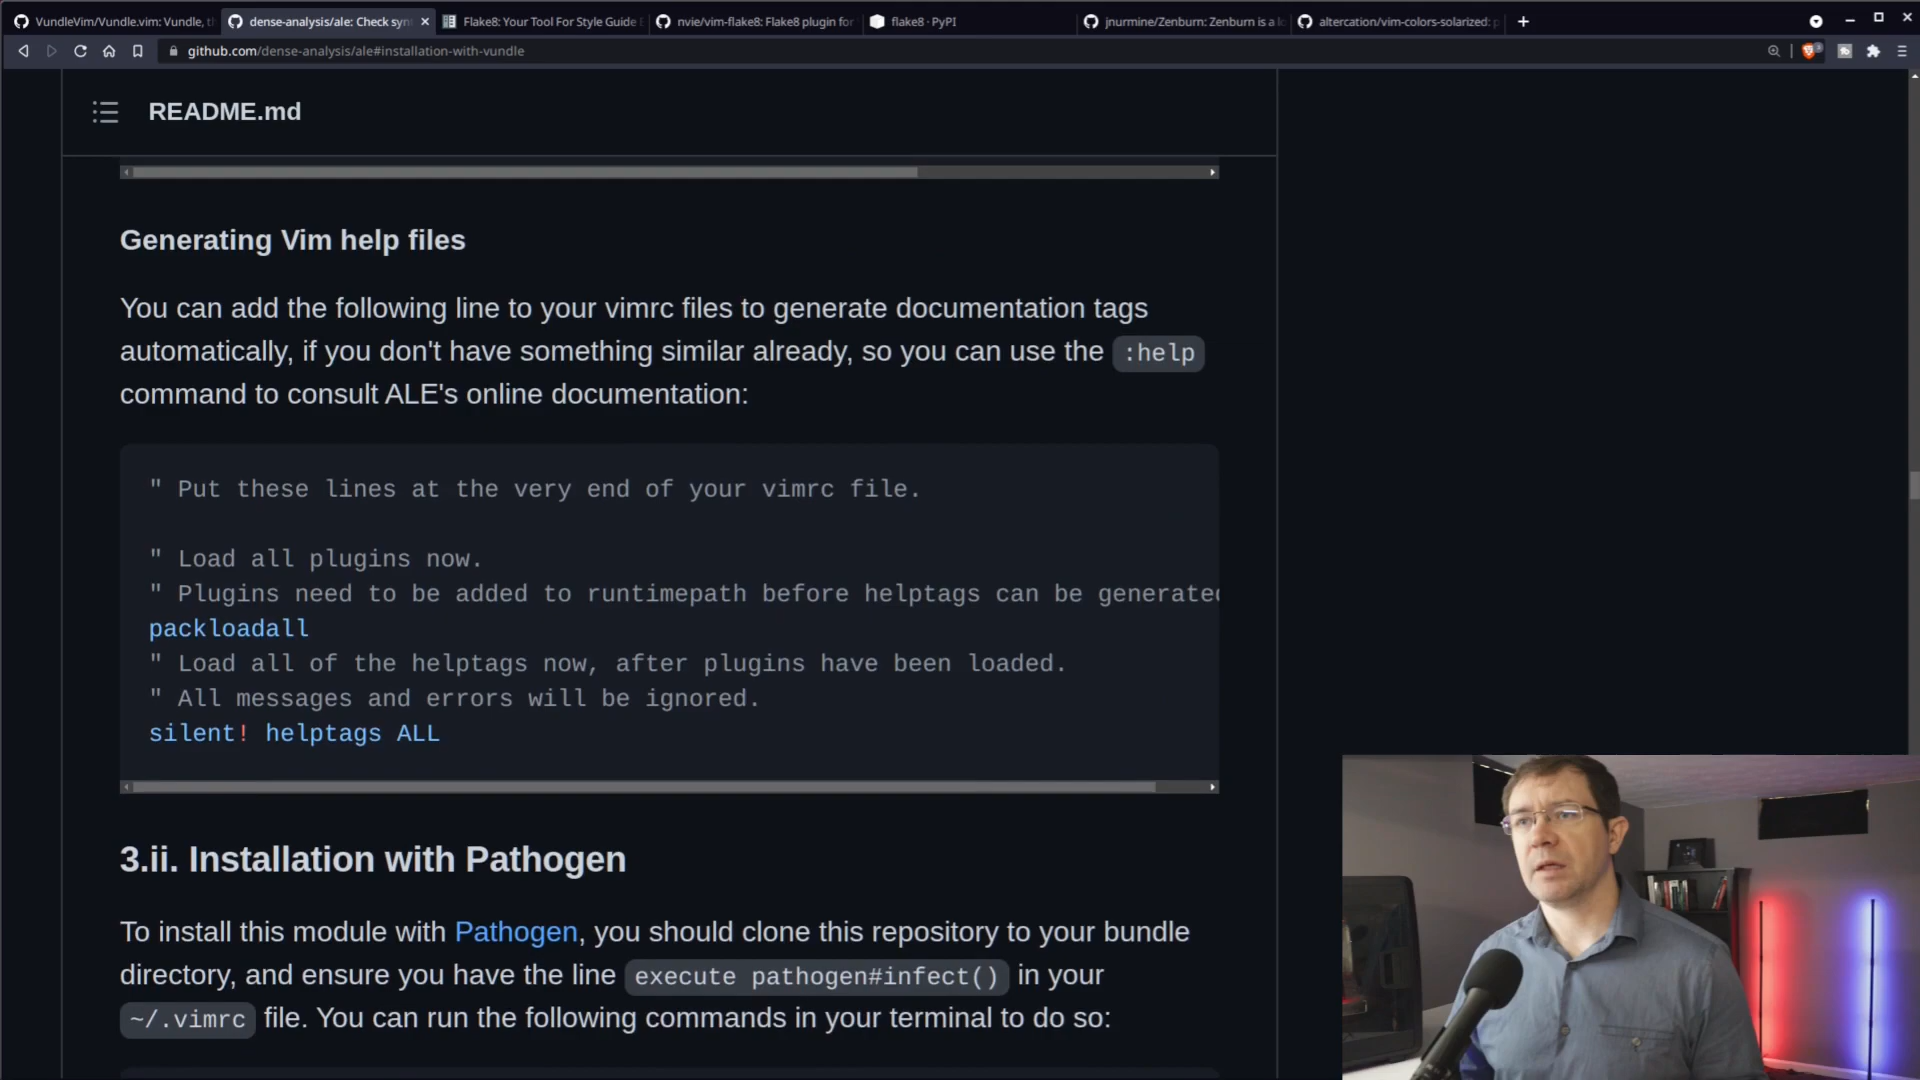 VundleVim/Vundle.vim: Vundle, th
dense-analysis/ale: Check syn
Flake8: Your Tool For Style Guide E
nvie/vim-flake8: Flake8 plugin for
flake8 · PyPI
jnurmine/Zenburn: Zenburn is a lo
altercation/vim-colors-solarized: p
github.com/dense-analysis/ale#installation-with-vundle
README.md
Generating Vim help files
You can add the following line to your vimrc files to generate documentation tags
automatically, if you don't have something similar already, so you can use the :help
command to consult ALE's online documentation:
" Put these lines at the very end of your vimrc file.
" Load all plugins now.
" Plugins need to be added to runtimepath before helptags can be generated
packloadall
" Load all of the helptags now, after plugins have been loaded.
" All messages and errors will be ignored.
silent! helptags ALL
3.ii. Installation with Pathogen
To install this module with Pathogen, you should clone this repository to your bundle
directory, and ensure you have the line execute pathogen#infect() in your
~/.vimrc file. You can run the following commands in your terminal to do so: